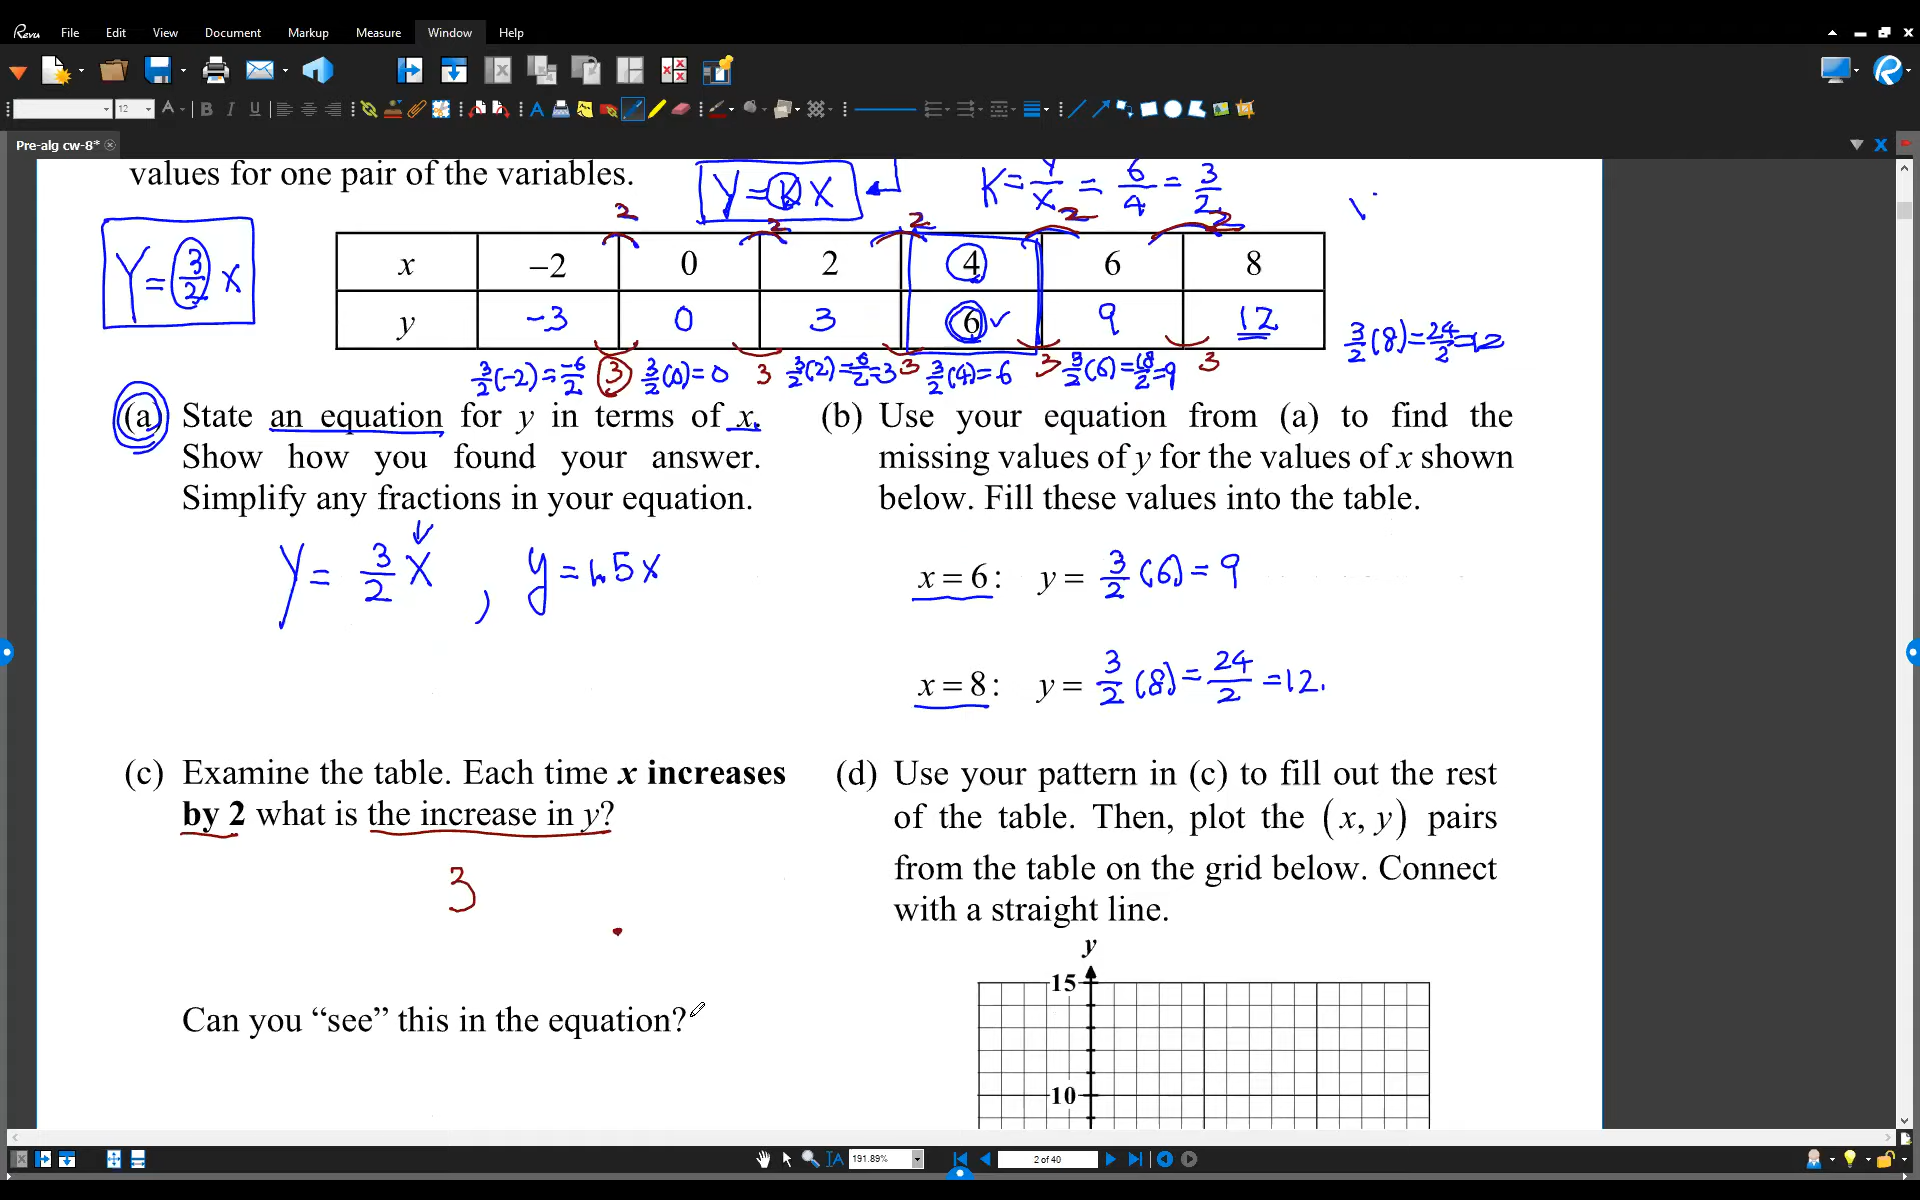 Revu File Edit View Document Markup Measure Window Help
12
Pre-alg cw-8*
values for one pair of the variables.
Y = K X
K = Y/X = 6/4 = 3/2
Y = 3/2 X
2 2 2 2 2
x −2 0 2 4 6 8
y -3 0 3 6 9 12
3/2(8)=24/2=12
3/2(-2)=-6/2 3 3/2(0)=0 3 3/2(2)=6/2=3 3 3/2(4)=6 3 3/2(6)=18/2=9 3
(a) State an equation for y in terms of x.
Show how you found your answer.
Simplify any fractions in your equation.
Y = 3/2 X , y = 1.5x
(b) Use your equation from (a) to find the
missing values of y for the values of x shown
below. Fill these values into the table.
x = 6: y = 3/2 (6) = 9
x = 8: y = 3/2 (8) = 24/2 = 12.
(c) Examine the table. Each time x increases
by 2 what is the increase in y?
3
Can you “see” this in the equation?
(d) Use your pattern in (c) to fill out the rest
of the table. Then, plot the (x, y) pairs
from the table on the grid below. Connect
with a straight line.
y
15
10
191.89% 2 of 40